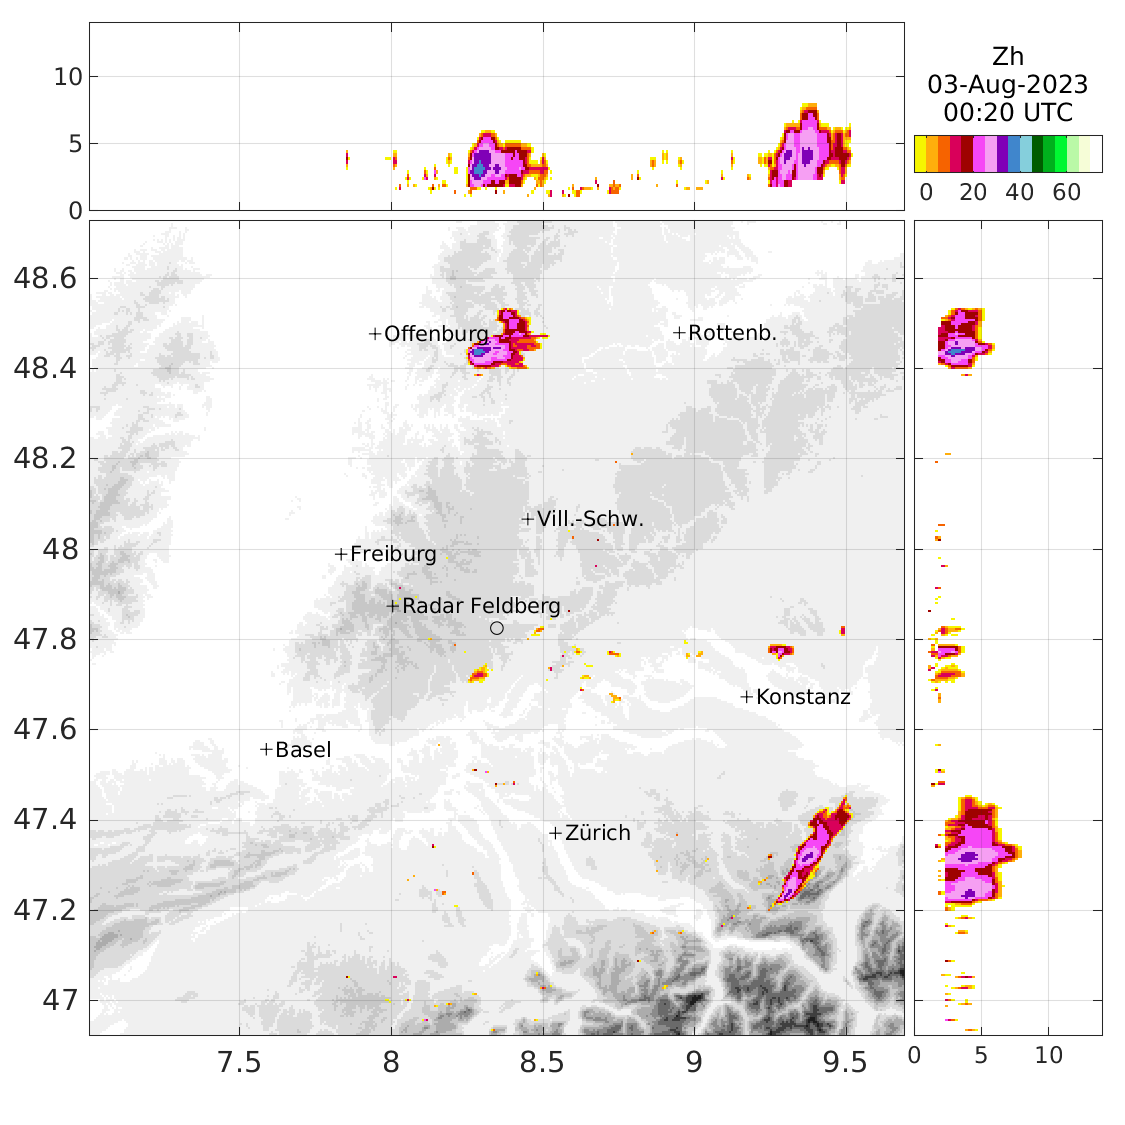 Zh
03-Aug-2023
00:20 UTC
0 20 40 60
10
5
0
48.6
48.4
48.2
48
47.8
47.6
47.4
47.2
47
+Offenburg
+Rottenb.
+Vill.-Schw.
+Freiburg
+Radar Feldberg
+Konstanz
+Basel
+Zürich
7.5 8 8.5 9 9.5
0 5 10